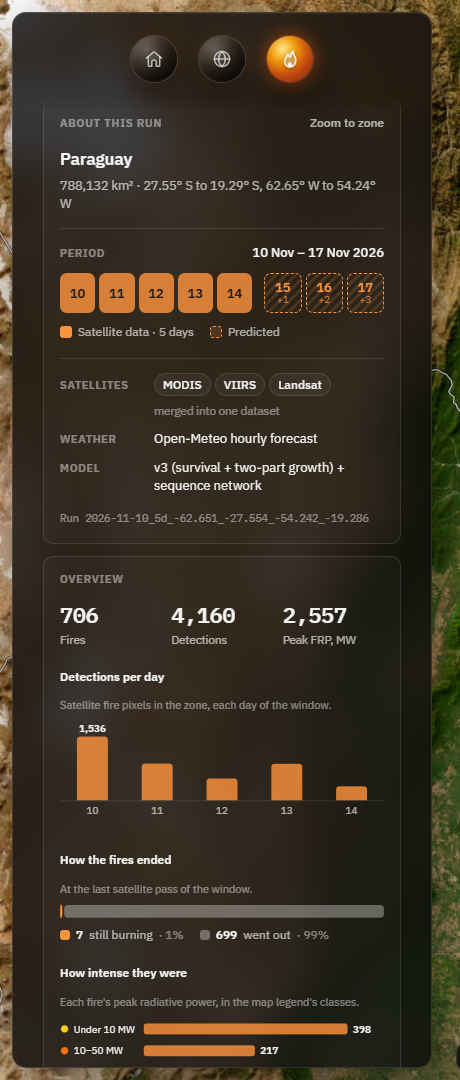 ABOUT THIS RUN Zoom to zone
Paraguay
788,132 km² · 27.55° S to 19.29° S, 62.65° W to 54.24°
W
PERIOD 10 Nov – 17 Nov 2026
10 11 12 13 14 15 16 17
+1 +2 +3
Satellite data · 5 days Predicted
SATELLITES MODIS VIIRS Landsat
merged into one dataset
WEATHER Open-Meteo hourly forecast
MODEL v3 (survival + two-part growth) +
sequence network
Run 2026-11-10_5d_-62.651_-27.554_-54.242_-19.286
OVERVIEW
706 4,160 2,557
Fires Detections Peak FRP, MW
Detections per day
Satellite fire pixels in the zone, each day of the window.
1,536
10 11 12 13 14
How the fires ended
At the last satellite pass of the window.
7 still burning · 1% 699 went out · 99%
How intense they were
Each fire's peak radiative power, in the map legend's classes.
Under 10 MW 398
10–50 MW 217